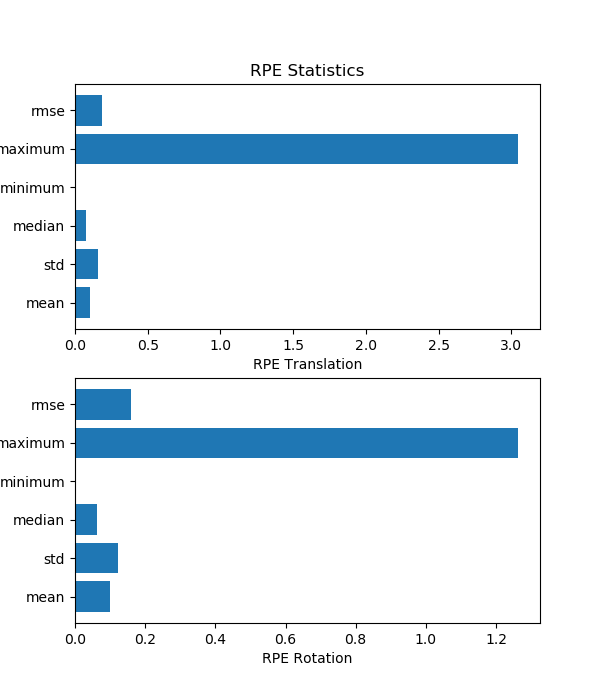 RPE Statistics
rmse
maximum
minimum
median
std
mean
0.0 0.5 1.0 1.5 2.0 2.5 3.0
RPE Translation
rmse
maximum
minimum
median
std
mean
0.0 0.2 0.4 0.6 0.8 1.0 1.2
RPE Rotation